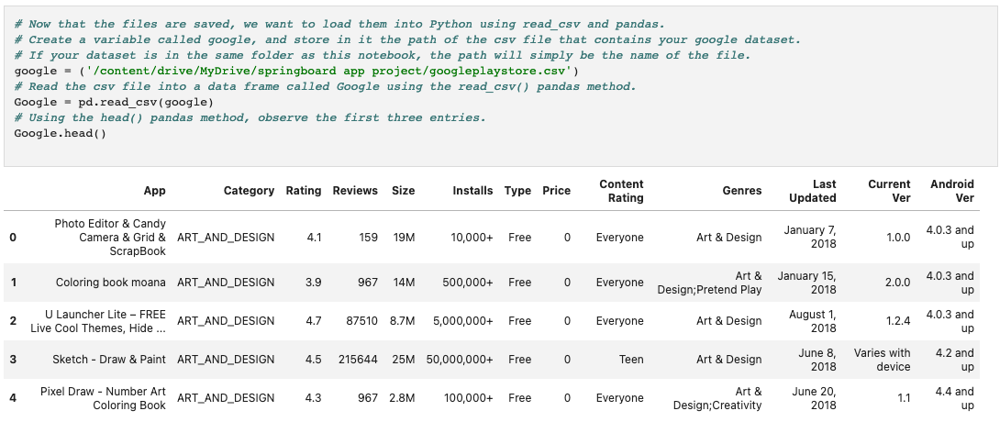 # Now that the files are saved, we want to load them into Python using read_csv and pandas.
# Create a variable called google, and store in it the path of the csv file that contains your google dataset.
# If your dataset is in the same folder as this notebook, the path will simply be the name of the file.
google = ('/content/drive/MyDrive/springboard app project/googleplaystore.csv')
# Read the csv file into a data frame called Google using the read_csv() pandas method.
Google = pd.read_csv(google)
# Using the head() pandas method, observe the first three entries.
Google.head()
App Category Rating Reviews Size Installs Type Price Content Rating Genres Last Updated Current Ver Android Ver
0 Photo Editor & Candy Camera & Grid & ScrapBook ART_AND_DESIGN 4.1 159 19M 10,000+ Free 0 Everyone Art & Design January 7, 2018 1.0.0 4.0.3 and up
1 Coloring book moana ART_AND_DESIGN 3.9 967 14M 500,000+ Free 0 Everyone Art & Design;Pretend Play January 15, 2018 2.0.0 4.0.3 and up
2 U Launcher Lite – FREE Live Cool Themes, Hide ... ART_AND_DESIGN 4.7 87510 8.7M 5,000,000+ Free 0 Everyone Art & Design August 1, 2018 1.2.4 4.0.3 and up
3 Sketch - Draw & Paint ART_AND_DESIGN 4.5 215644 25M 50,000,000+ Free 0 Teen Art & Design June 8, 2018 Varies with device 4.2 and up
4 Pixel Draw - Number Art Coloring Book ART_AND_DESIGN 4.3 967 2.8M 100,000+ Free 0 Everyone Art & Design;Creativity June 20, 2018 1.1 4.4 and up